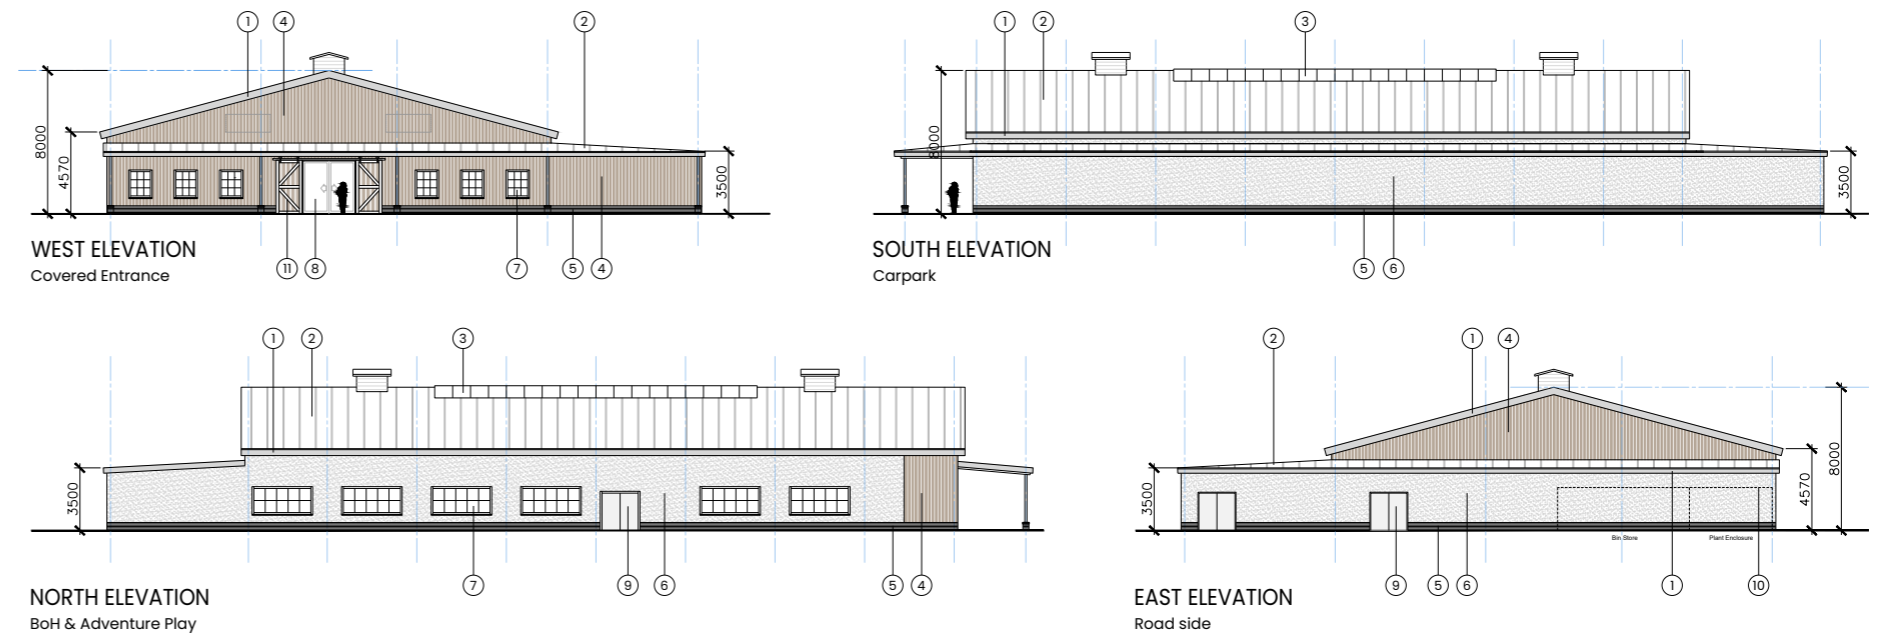 1 4 2
8000
4570
3500
WEST ELEVATION
Covered Entrance
11 8 7 5 4
1 2 3
8000
3500
SOUTH ELEVATION
Carpark
5 6
1 2 3
3500
NORTH ELEVATION
BoH & Adventure Play
7 9 6 5 4
2 1 4
3500
4570
8000
Bin Store
Plant Enclosure
EAST ELEVATION
Road side
9 5 6 1 10